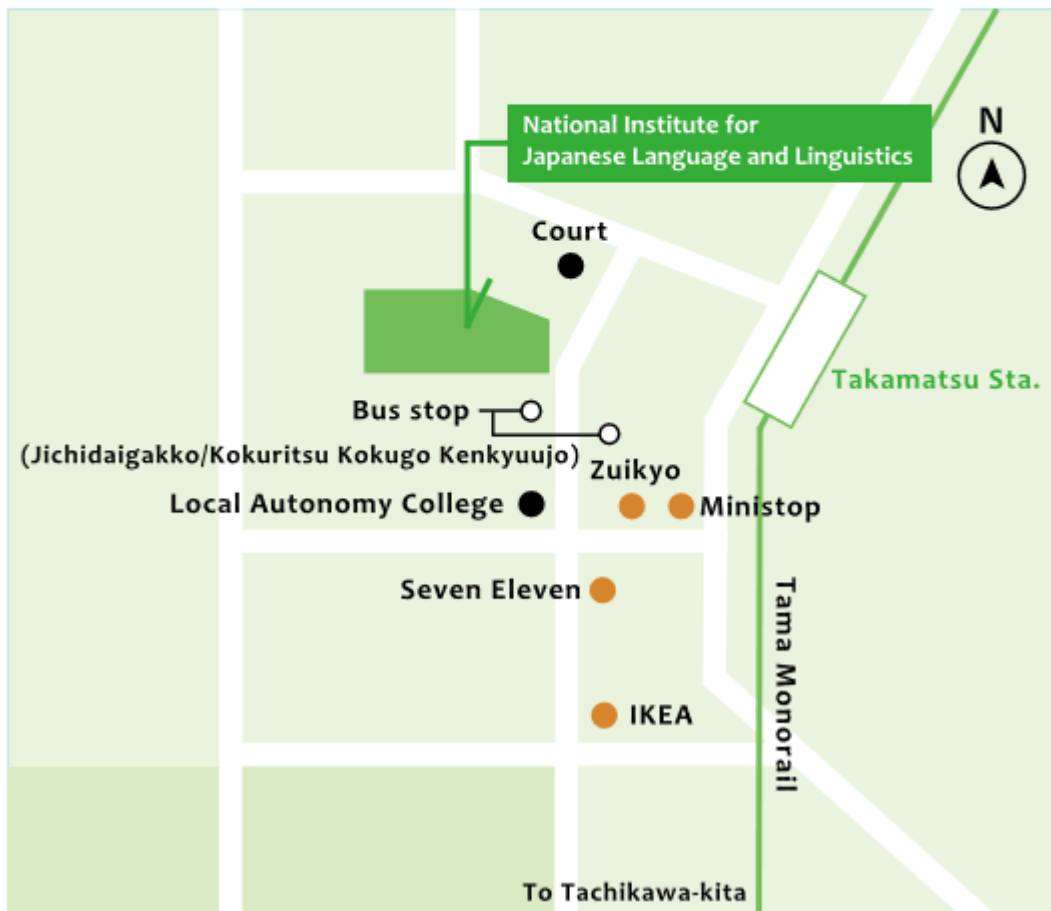 National Institute for
Japanese Language and Linguistics
N
Court
Takamatsu Sta.
Bus stop
(Jichidaigakko/Kokuritsu Kokugo Kenkyuujo)
Zuikyo
Local Autonomy College
Ministop
Seven Eleven
Tama Monorail
IKEA
To Tachikawa-kita